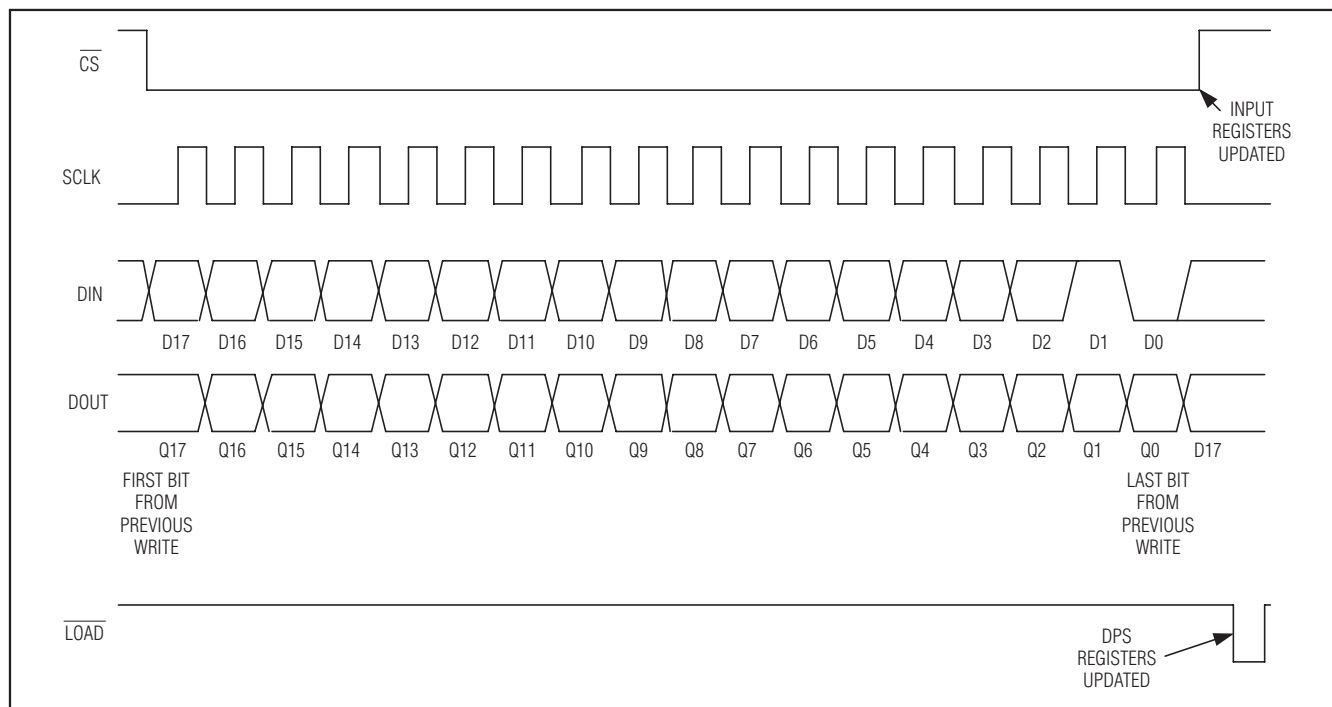 CS
INPUT
REGISTERS
UPDATED
SCLK
DIN
D17 D16 D15 D14 D13 D12 D11 D10 D9 D8 D7 D6 D5 D4 D3 D2 D1 D0
DOUT
Q17 Q16 Q15 Q14 Q13 Q12 Q11 Q10 Q9 Q8 Q7 Q6 Q5 Q4 Q3 Q2 Q1 Q0 D17
FIRST BIT
FROM
PREVIOUS
WRITE
LAST BIT
FROM
PREVIOUS
WRITE
LOAD
DPS
REGISTERS
UPDATED